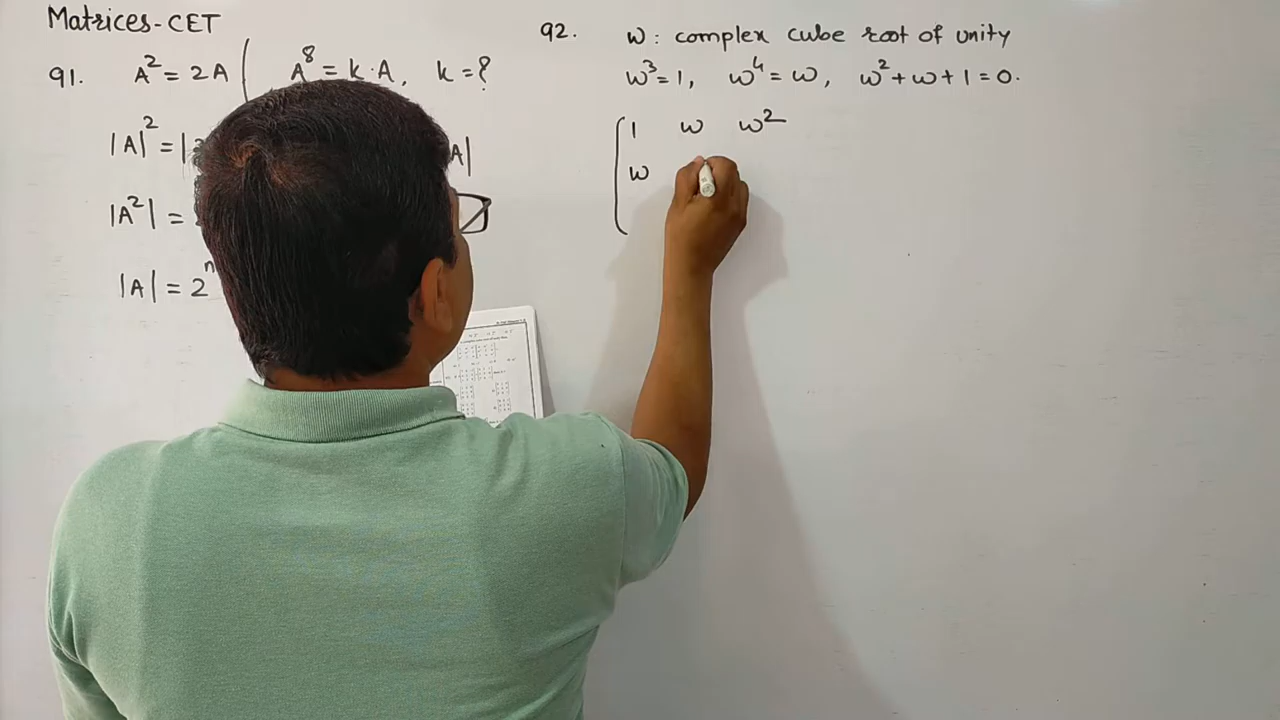 Matrices-CET
91. A² = 2A | A⁸ = k·A, k = ?
|A|² = | A|
|A²| =
|A| = 2ⁿ
92. ω : complex cube root of unity
ω³ = 1, ω⁴ = ω, ω² + ω + 1 = 0.
1 ω ω²
ω